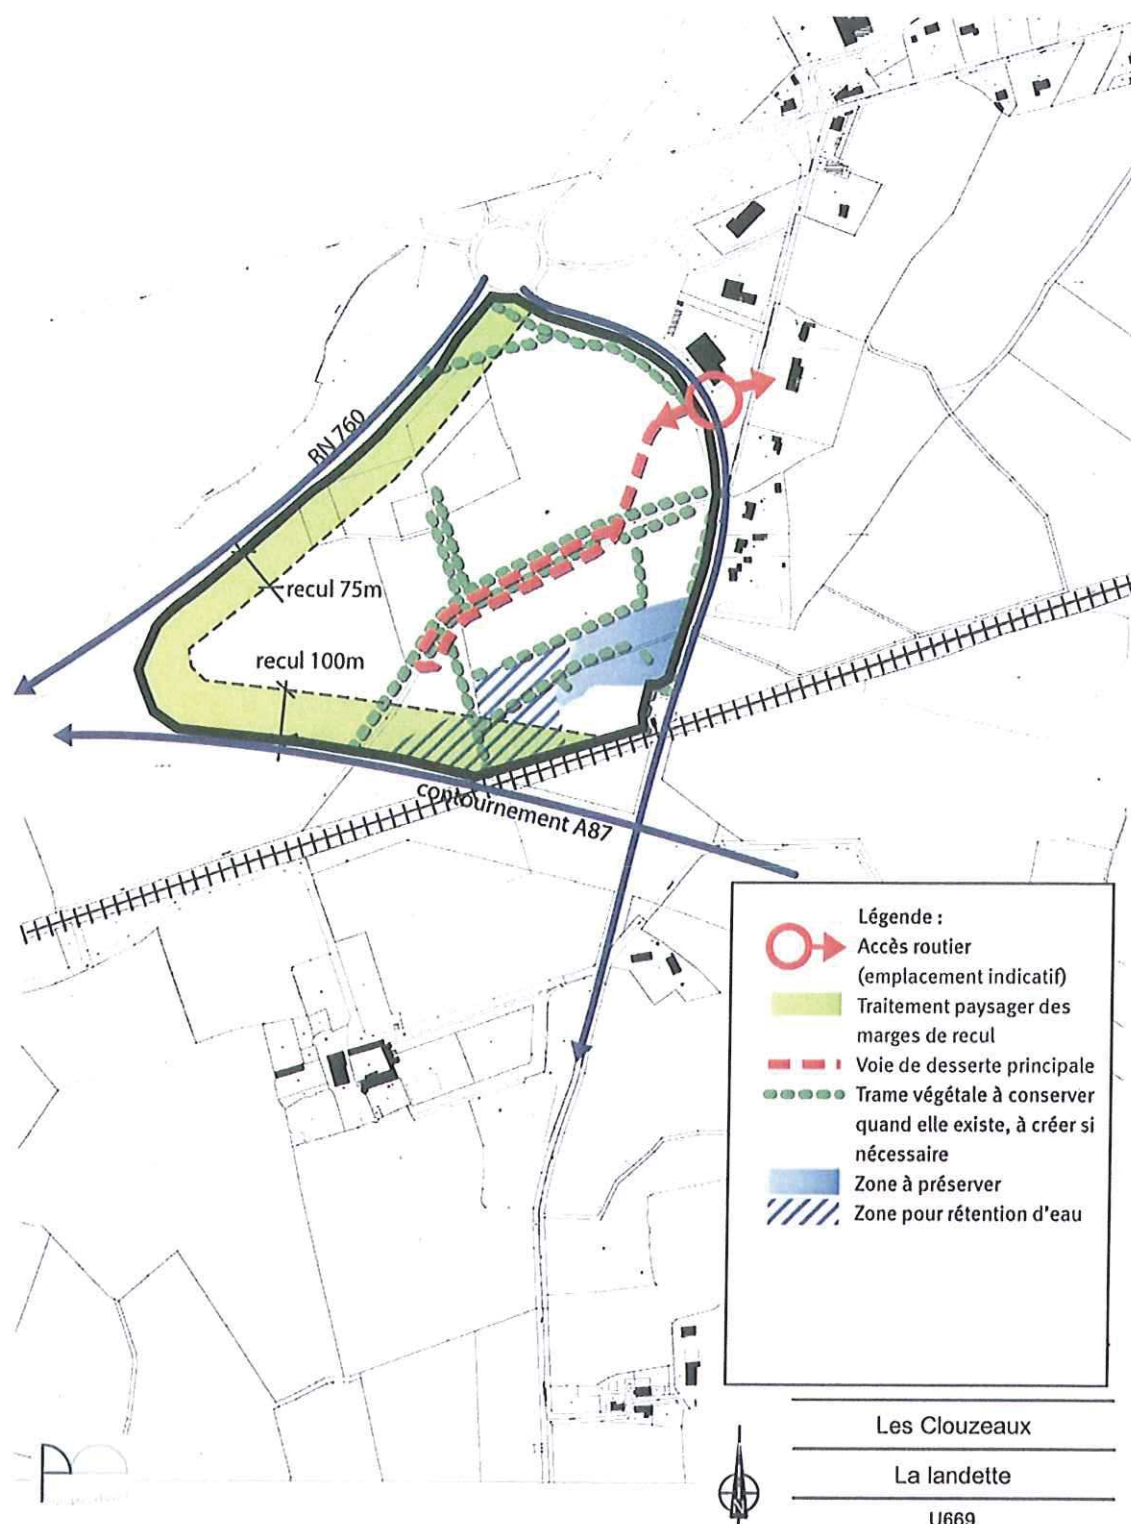 RN 760
recul 75m
recul 100m
contournement A87
Légende :
Accès routier
(emplacement indicatif)
Traitement paysager des
marges de recul
Voie de desserte principale
Trame végétale à conserver
quand elle existe, à créer si
nécessaire
Zone à préserver
Zone pour rétention d'eau
Les Clouzeaux
La landette
N
U669